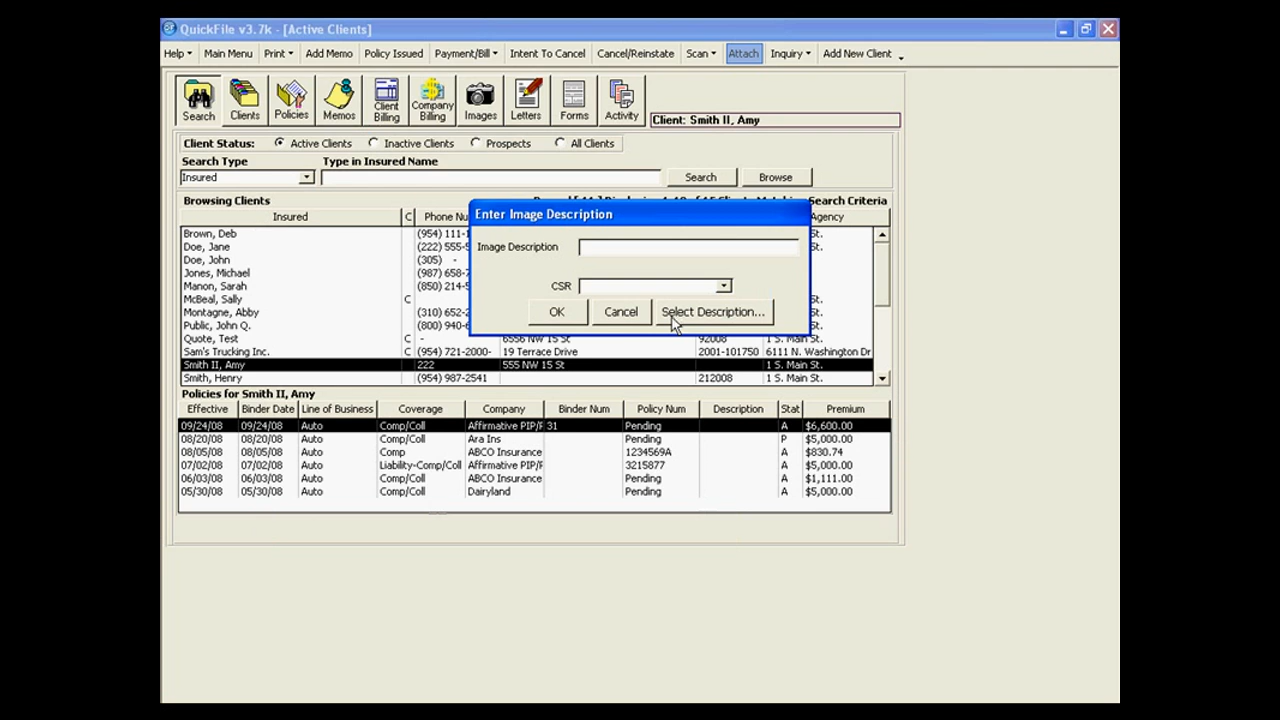 QuickFile v3.7k - [Active Clients]
Help Main Menu Print Add Memo Policy Issued Payment/Bill Intent To Cancel Cancel/Reinstate Scan Attach Inquiry Add New Client
Search Clients Policies Memos Client Billing Company Billing Images Letters Forms Activity
Client: Smith II, Amy
Client Status: Active Clients Inactive Clients Prospects All Clients
Search Type Type in Insured Name
Insured Search Browse
Browsing Clients Search Criteria
Insured C Phone Nu Agency
Enter Image Description
Image Description
CSR
OK Cancel Select Description...
Brown, Deb (954) 111-1 St.
Doe, Jane (222) 555-5 St.
Doe, John (305) -
Jones, Michael (987) 658-7
Manon, Sarah (850) 214-5
McBeal, Sally C St.
Montagne, Abby (310) 652-2 St.
Public, John Q. (800) 940-6 St.
Quote, Test C - 6556 NW 15 St 92008 1 S. Main St.
Sam's Trucking Inc. C (954) 721-2000- 19 Terrace Drive 2001-101750 6111 N. Washington Dr
Smith II, Amy 222 555 NW 15 St 1 S. Main St.
Smith, Henry (954) 987-2541 212008 1 S. Main St.
Policies for Smith II, Amy
Effective Binder Date Line of Business Coverage Company Binder Num Policy Num Description Stat Premium
09/24/08 09/24/08 Auto Comp/Coll Affirmative PIP/F 31 Pending A $6,600.00
08/20/08 08/20/08 Auto Comp/Coll Ara Ins Pending P $5,000.00
08/05/08 08/05/08 Auto Comp ABCO Insurance 1234569A A $830.74
07/02/08 07/02/08 Auto Liability-Comp/Coll Affirmative PIP/F 3215877 A $5,000.00
06/03/08 06/03/08 Auto Comp/Coll ABCO Insurance Pending A $1,111.00
05/30/08 05/30/08 Auto Comp/Coll Dairyland Pending A $5,000.00